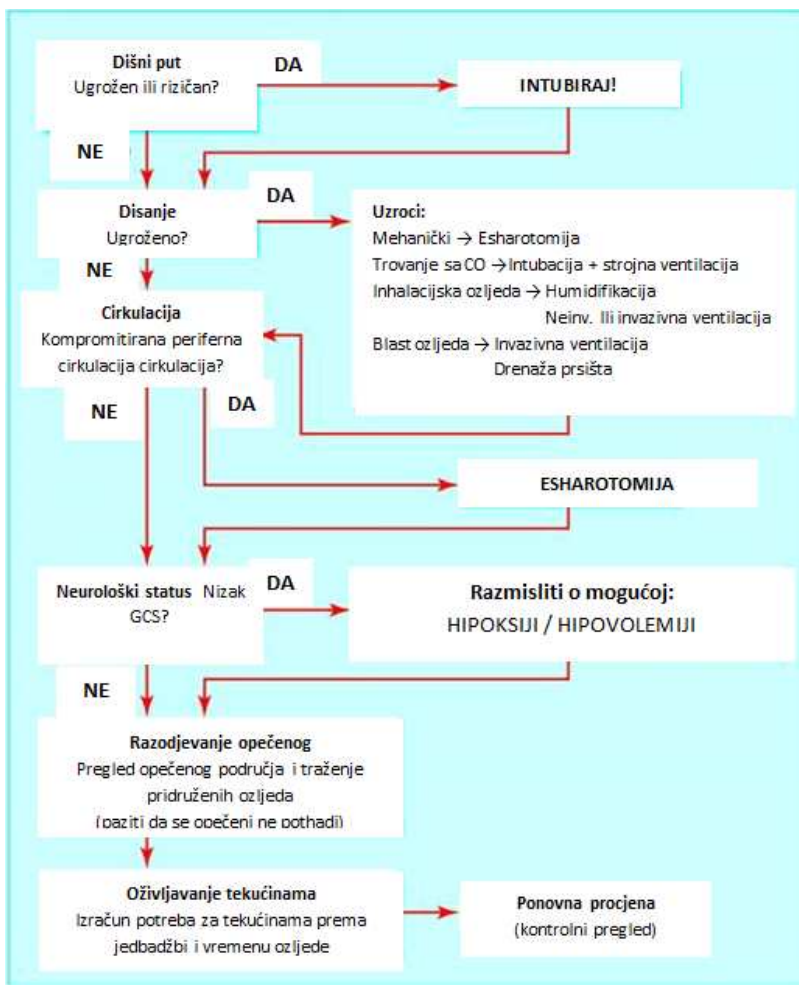 Dišni put
Ugrožen ili rizičan?
DA
INTUBIRAJ!
NE
Disanje
Ugroženo?
DA
Uzroci:
Mehanički → Esharotomija
Trovanje sa CO → Intubacija + strojna ventilacija
Inhalacijska ozljeda → Humidifikacija
Neinv. Ili invazivna ventilacija
Blast ozljeda → Invazivna ventilacija
Drenaža prsišta
NE
Cirkulacija
Kompromitirana periferna
cirkulacija cirkulacija?
NE
DA
ESHAROTOMIJA
Neurološki status Nizak
GCS?
DA
Razmisliti o mogućoj:
HIPOKSIJI / HIPOVOLEMIJI
NE
Razodjevanje opečenog
Pregled opečenog područja i traženje
pridruženih ozljeda
(paziti da se opečeni ne pothadi)
Oživljavanje tekućinama
Izračun potreba za tekućinama prema
jedbadžbi i vremenu ozljede
Ponovna procjena
(kontrolni pregled)